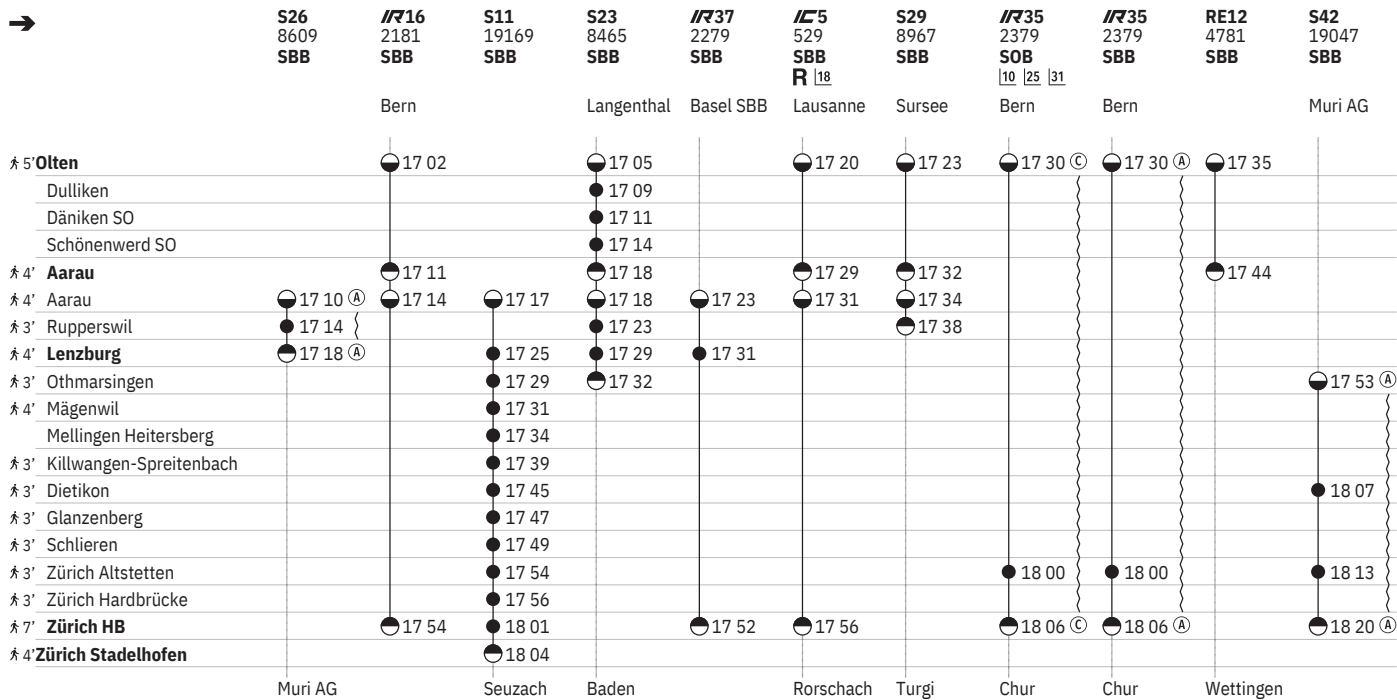 S26 IR16 S11 S23 IR37 IC5 S29 IR35 IR35 RE12 S42
8609 2181 19169 8465 2279 529 8967 2379 2379 4781 19047
SBB SBB SBB SBB SBB SBB SBB SOB SBB SBB SBB
R 18 10 25 31
Bern Langenthal Basel SBB Lausanne Sursee Bern Bern Muri AG
5' Olten 17 02 17 05 17 20 17 23 17 30 C 17 30 A 17 35
Dulliken 17 09
Däniken SO 17 11
Schönenwerd SO 17 14
4' Aarau 17 11 17 18 17 29 17 32 17 44
4' Aarau 17 10 A 17 14 17 17 17 18 17 23 17 31 17 34
3' Rupperswil 17 14 17 23 17 38
4' Lenzburg 17 18 A 17 25 17 29 17 31
3' Othmarsingen 17 29 17 32 17 53 A
4' Mägenwil 17 31
Mellingen Heitersberg 17 34
3' Killwangen-Spreitenbach 17 39
3' Dietikon 17 45 18 07
3' Glanzenberg 17 47
3' Schlieren 17 49
3' Zürich Altstetten 17 54 18 00 18 00 18 13
3' Zürich Hardbrücke 17 56
7' Zürich HB 17 54 18 01 17 52 17 56 18 06 C 18 06 A 18 20 A
4' Zürich Stadelhofen 18 04
Muri AG Seuzach Baden Rorschach Turgi Chur Chur Wettingen